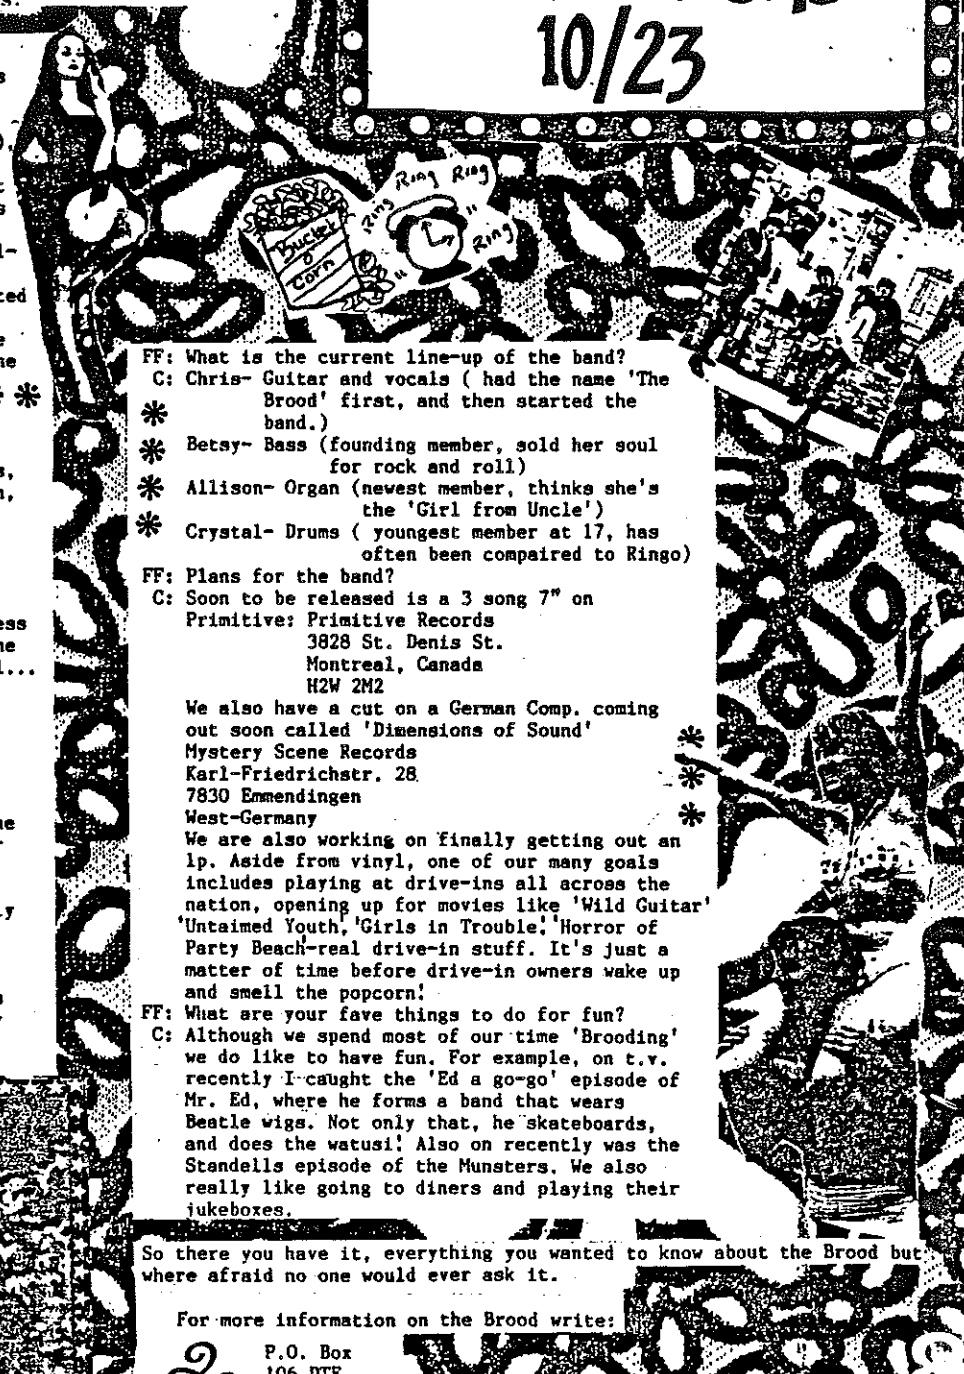 10/23
Ring Ring
Ring
Ring
Bucket
O'
Corn
FF: What is the current line-up of the band?
C: Chris- Guitar and vocals ( had the name 'The
Brood' first, and then started the
band.)
Betsy- Bass (founding member, sold her soul
for rock and roll)
Allison- Organ (newest member, thinks she's
the 'Girl from Uncle')
Crystal- Drums ( youngest member at 17, has
often been compaired to Ringo)
FF: Plans for the band?
C: Soon to be released is a 3 song 7" on
Primitive: Primitive Records
3828 St. Denis St.
Montreal, Canada
H2W 2M2
We also have a cut on a German Comp. coming
out soon called 'Dimensions of Sound'
Mystery Scene Records
Karl-Friedrichstr. 28
7830 Emmendingen
West-Germany
We are also working on finally getting out an
lp. Aside from vinyl, one of our many goals
includes playing at drive-ins all across the
nation, opening up for movies like 'Wild Guitar'
'Untaimed Youth', 'Girls in Trouble', 'Horror of
Party Beach'-real drive-in stuff. It's just a
matter of time before drive-in owners wake up
and smell the popcorn!
FF: What are your fave things to do for fun?
C: Although we spend most of our time 'Brooding'
we do like to have fun. For example, on t.v.
recently I caught the 'Ed a go-go' episode of
Mr. Ed, where he forms a band that wears
Beatle wigs. Not only that, he skateboards,
and does the watusi! Also on recently was the
Standells episode of the Munsters. We also
really like going to diners and playing their
jukeboxes.
So there you have it, everything you wanted to know about the Brood but
where afraid no one would ever ask it.
For more information on the Brood write:
P.O. Box
106 DTE